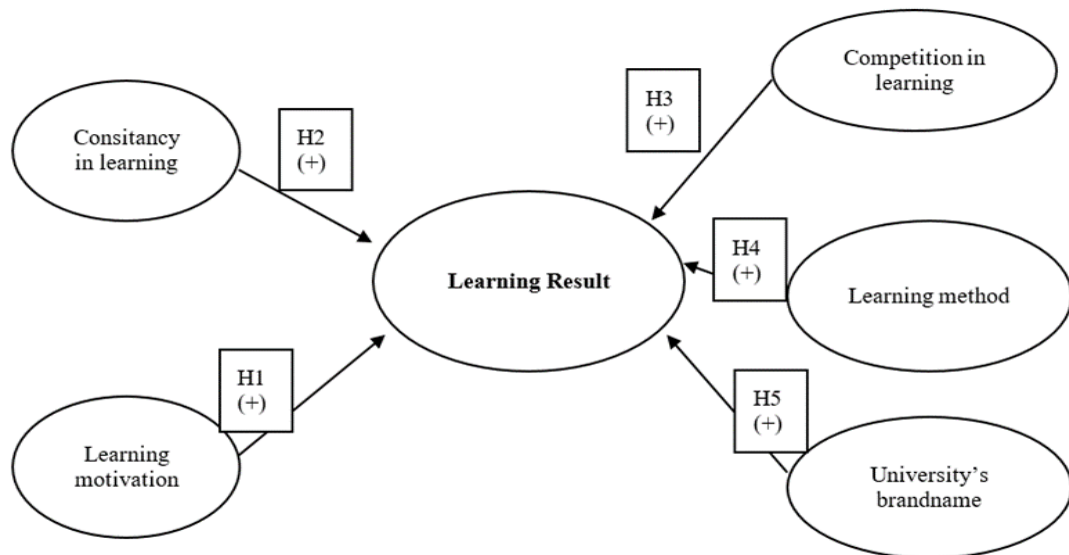 Competition in
learning
H3
(+)
Consitancy
in learning
H2
(+)
Learning Result
H4
(+)
Learning method
H1
(+)
Learning
motivation
H5
(+)
University’s
brandname